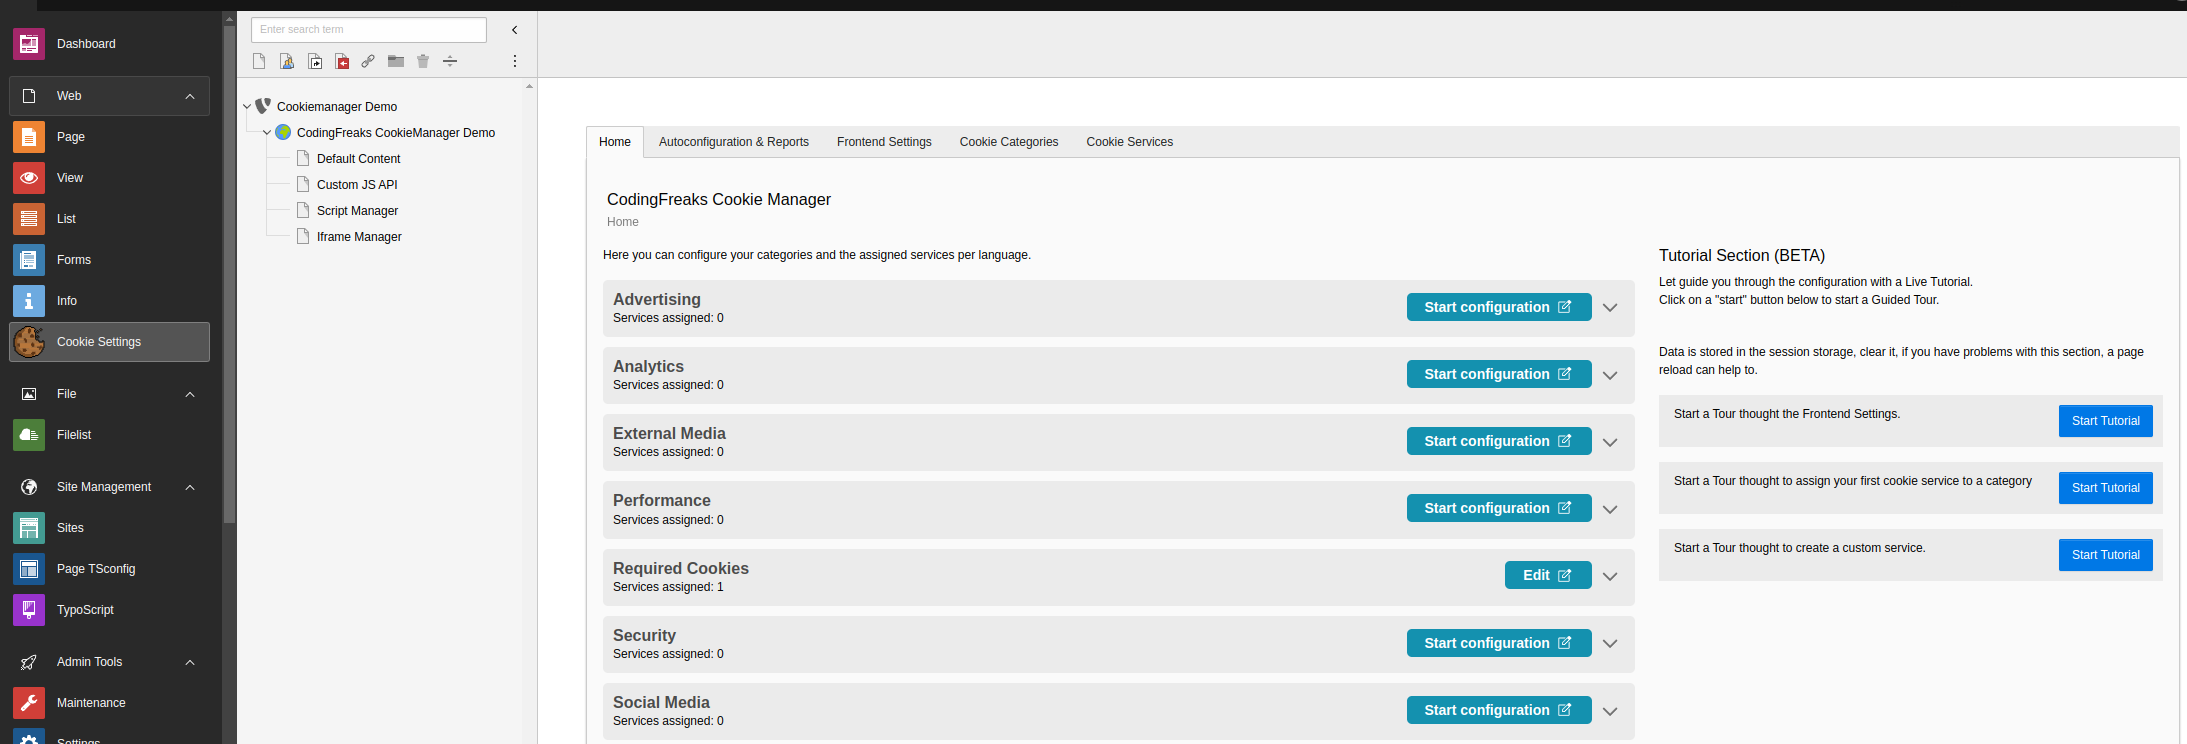 Dashboard
Web
Page
View
List
Forms
Info
Cookie Settings
File
Filelist
Site Management
Sites
Page TSconfig
TypoScript
Admin Tools
Maintenance
Settings
Enter search term
Cookiemanager Demo
CodingFreaks CookieManager Demo
Default Content
Custom JS API
Script Manager
Iframe Manager
Home Autoconfiguration & Reports Frontend Settings Cookie Categories Cookie Services
CodingFreaks Cookie Manager
Home
Here you can configure your categories and the assigned services per language.
Advertising
Services assigned: 0
Start configuration
Analytics
Services assigned: 0
Start configuration
External Media
Services assigned: 0
Start configuration
Performance
Services assigned: 0
Start configuration
Required Cookies
Services assigned: 1
Edit
Security
Services assigned: 0
Start configuration
Social Media
Services assigned: 0
Start configuration
Tutorial Section (BETA)
Let guide you through the configuration with a Live Tutorial.
Click on a "start" button below to start a Guided Tour.
Data is stored in the session storage, clear it, if you have problems with this section, a page
reload can help to.
Start a Tour thought the Frontend Settings.
Start Tutorial
Start a Tour thought to assign your first cookie service to a category
Start Tutorial
Start a Tour thought to create a custom service.
Start Tutorial